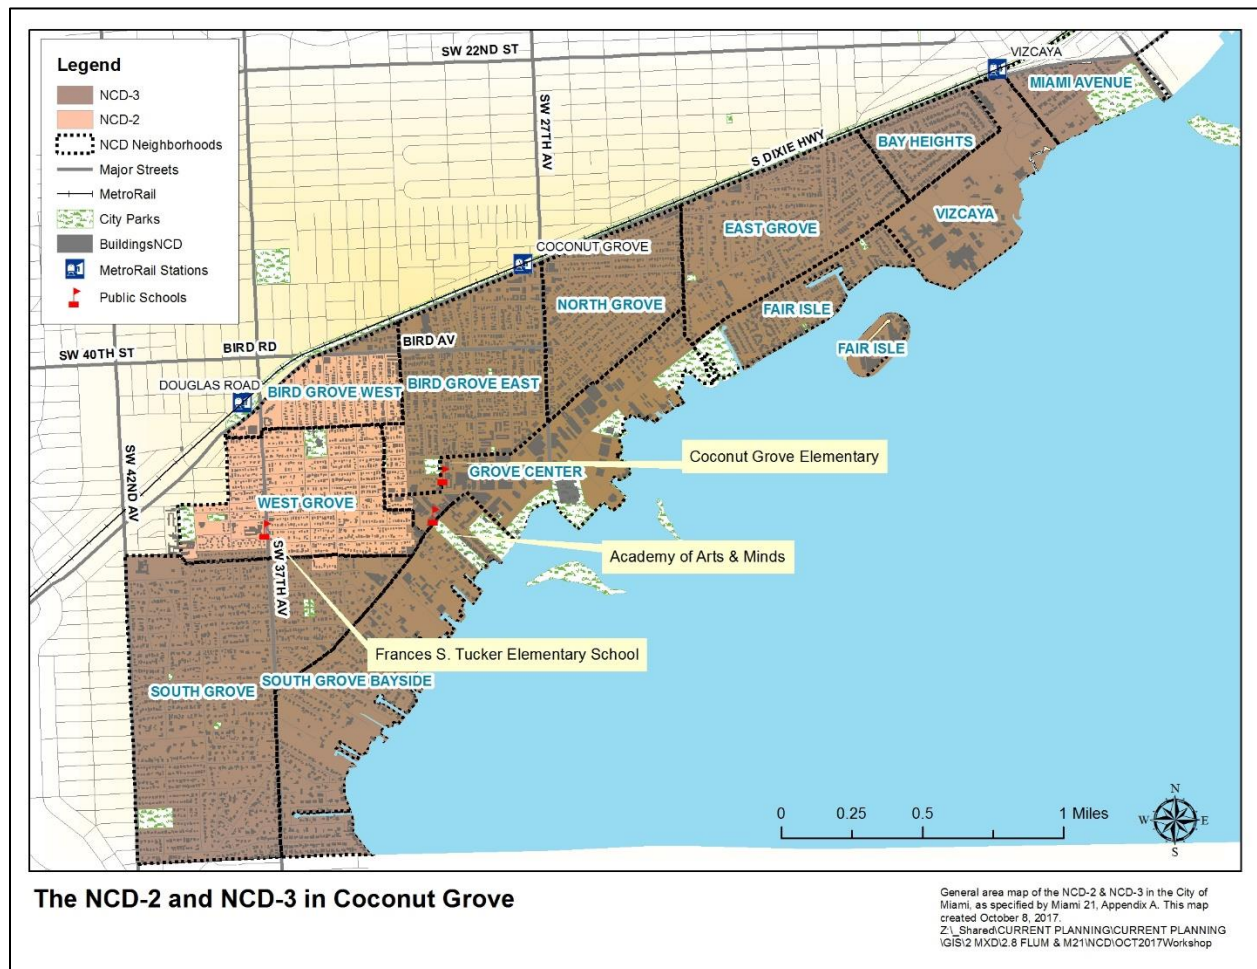 Legend
NCD-3
NCD-2
NCD Neighborhoods
Major Streets
MetroRail
City Parks
BuildingsNCD
MetroRail Stations
Public Schools
SW 22ND ST
SW 27TH AV
VIZCAYA
MIAMI AVENUE
S DIXIE HWY
BAY HEIGHTS
VIZCAYA
EAST GROVE
COCONUT GROVE
NORTH GROVE
FAIR ISLE
FAIR ISLE
SW 40TH ST
BIRD RD
BIRD AV
DOUGLAS ROAD
BIRD GROVE WEST
BIRD GROVE EAST
SW 42ND AV
GROVE CENTER
Coconut Grove Elementary
WEST GROVE
Academy of Arts & Minds
SW 37TH AV
Frances S. Tucker Elementary School
SOUTH GROVE
SOUTH GROVE BAYSIDE
0 0.25 0.5 1 Miles
N
W E
S
The NCD-2 and NCD-3 in Coconut Grove
General area map of the NCD-2 & NCD-3 in the City of
Miami, as specified by Miami 21, Appendix A. This map
created October 8, 2017.
Z:\_Shared\CURRENT PLANNING\CURRENT PLANNING
\GIS\2 MXD\2.8 FLUM & M21\NCD\OCT2017Workshop